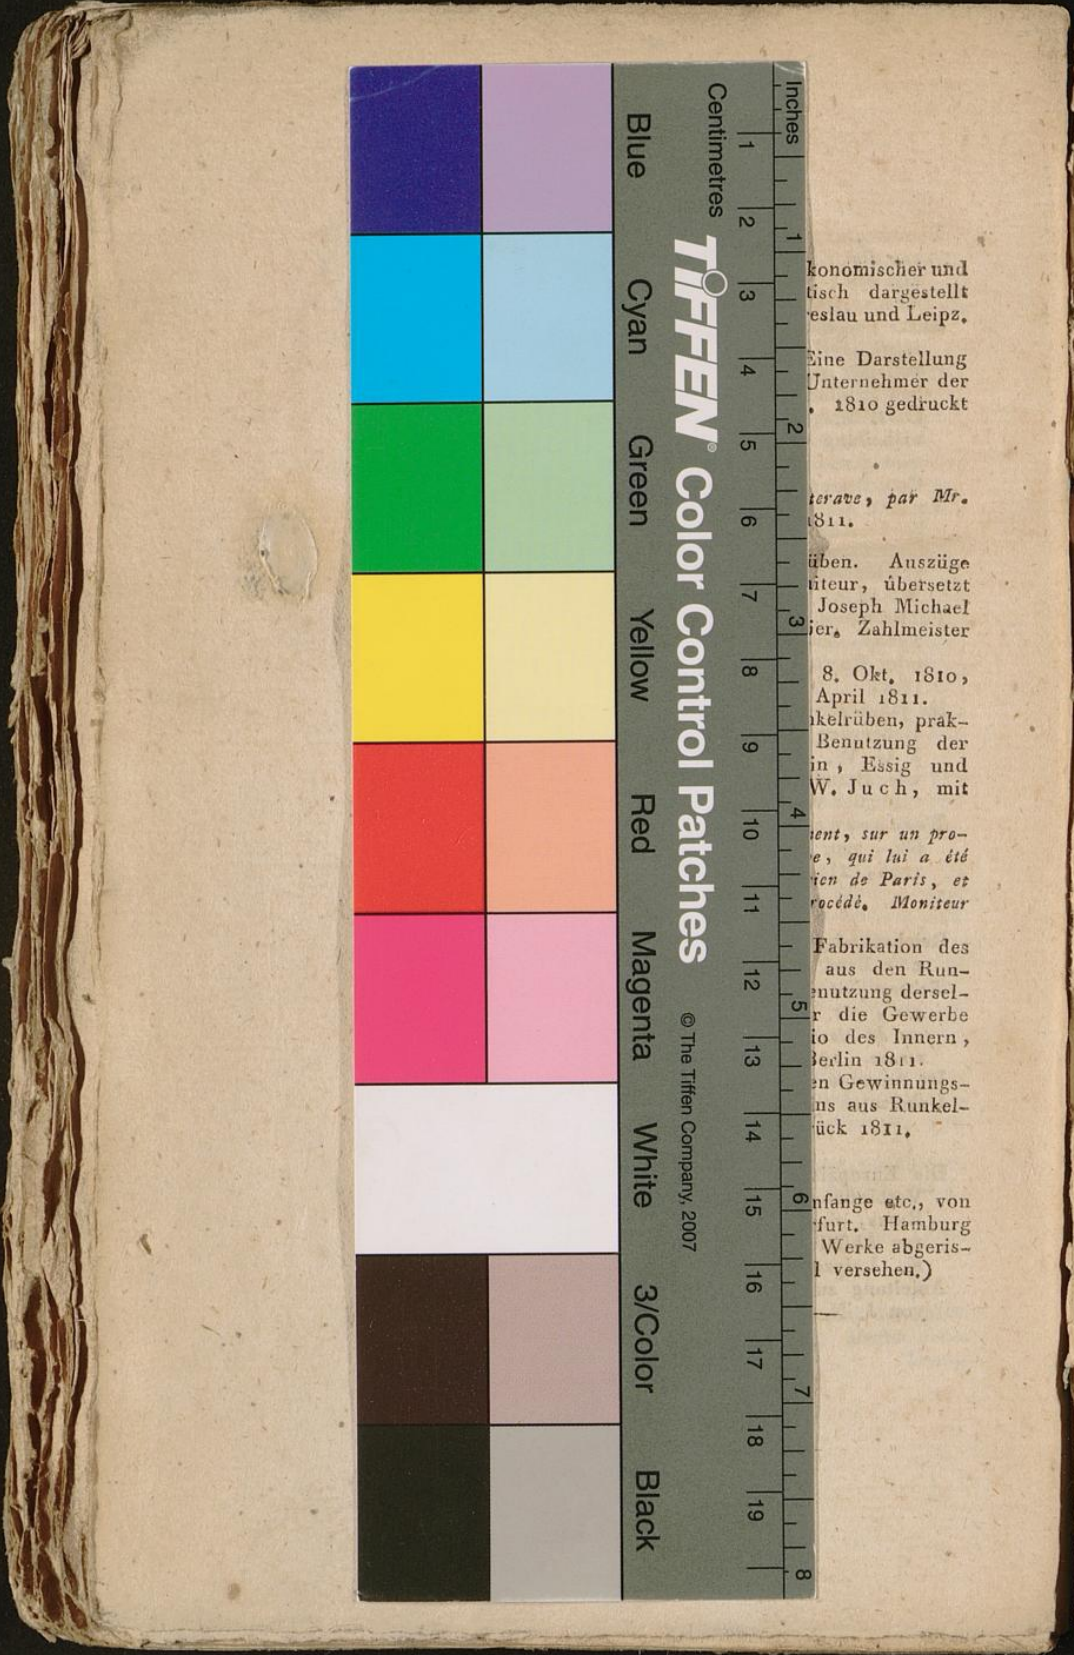 Inches
Centimetres
1 2 3 4 5 6 7 8 9 10 11 12 13 14 15 16 17 18 19
1 2 3 4 5 6 7 8
TIFFEN® Color Control Patches
© The Tiffen Company, 2007
Blue
Cyan
Green
Yellow
Red
Magenta
White
3/Color
Black
konomischer und
tisch dargestellt
eslau und Leipz.
Eine Darstellung
Unternehmer der
. 1810 gedruckt
terave, par Mr.
1811.
üben. Auszüge
iteur, übersetzt
Joseph Michael
ier. Zahlmeister
8. Okt. 1810,
April 1811.
nkelrüben, prak-
Benutzung der
in, Essig und
W. Juch, mit
ment, sur un pro-
e, qui lui a été
ien de Paris, et
rocédé. Moniteur
Fabrikation des
aus den Run-
enutzung dersel-
r die Gewerbe
io des Innern,
Berlin 1811.
en Gewinnungs-
ns aus Runkel-
ück 1811.
nfange etc., von
furt. Hamburg
Werke abgeris-
l versehen.)